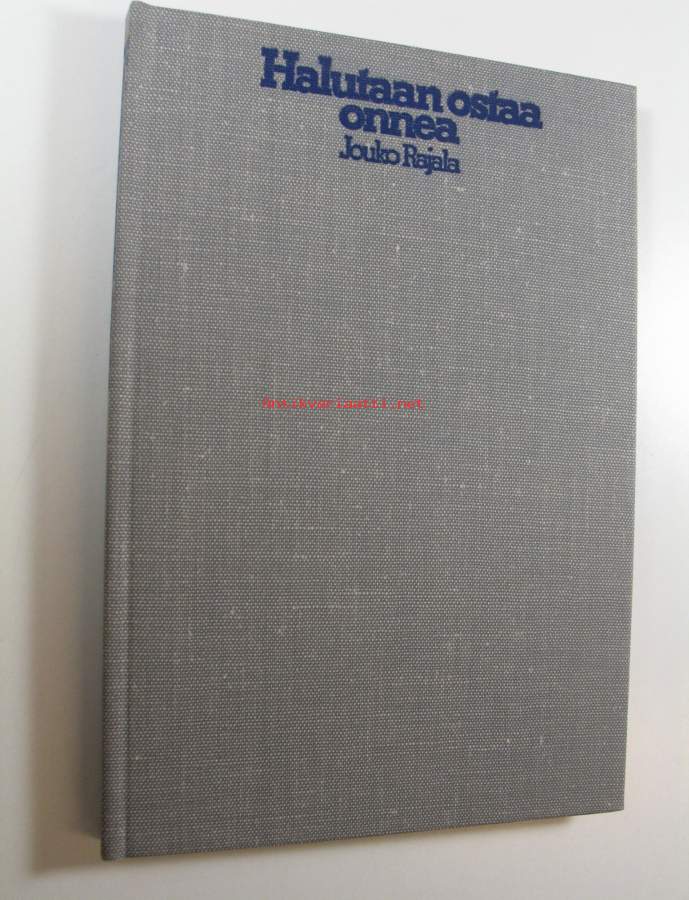 Halutaan ostaa
onnea
Jouko Rajala
Antikvariaatti.net